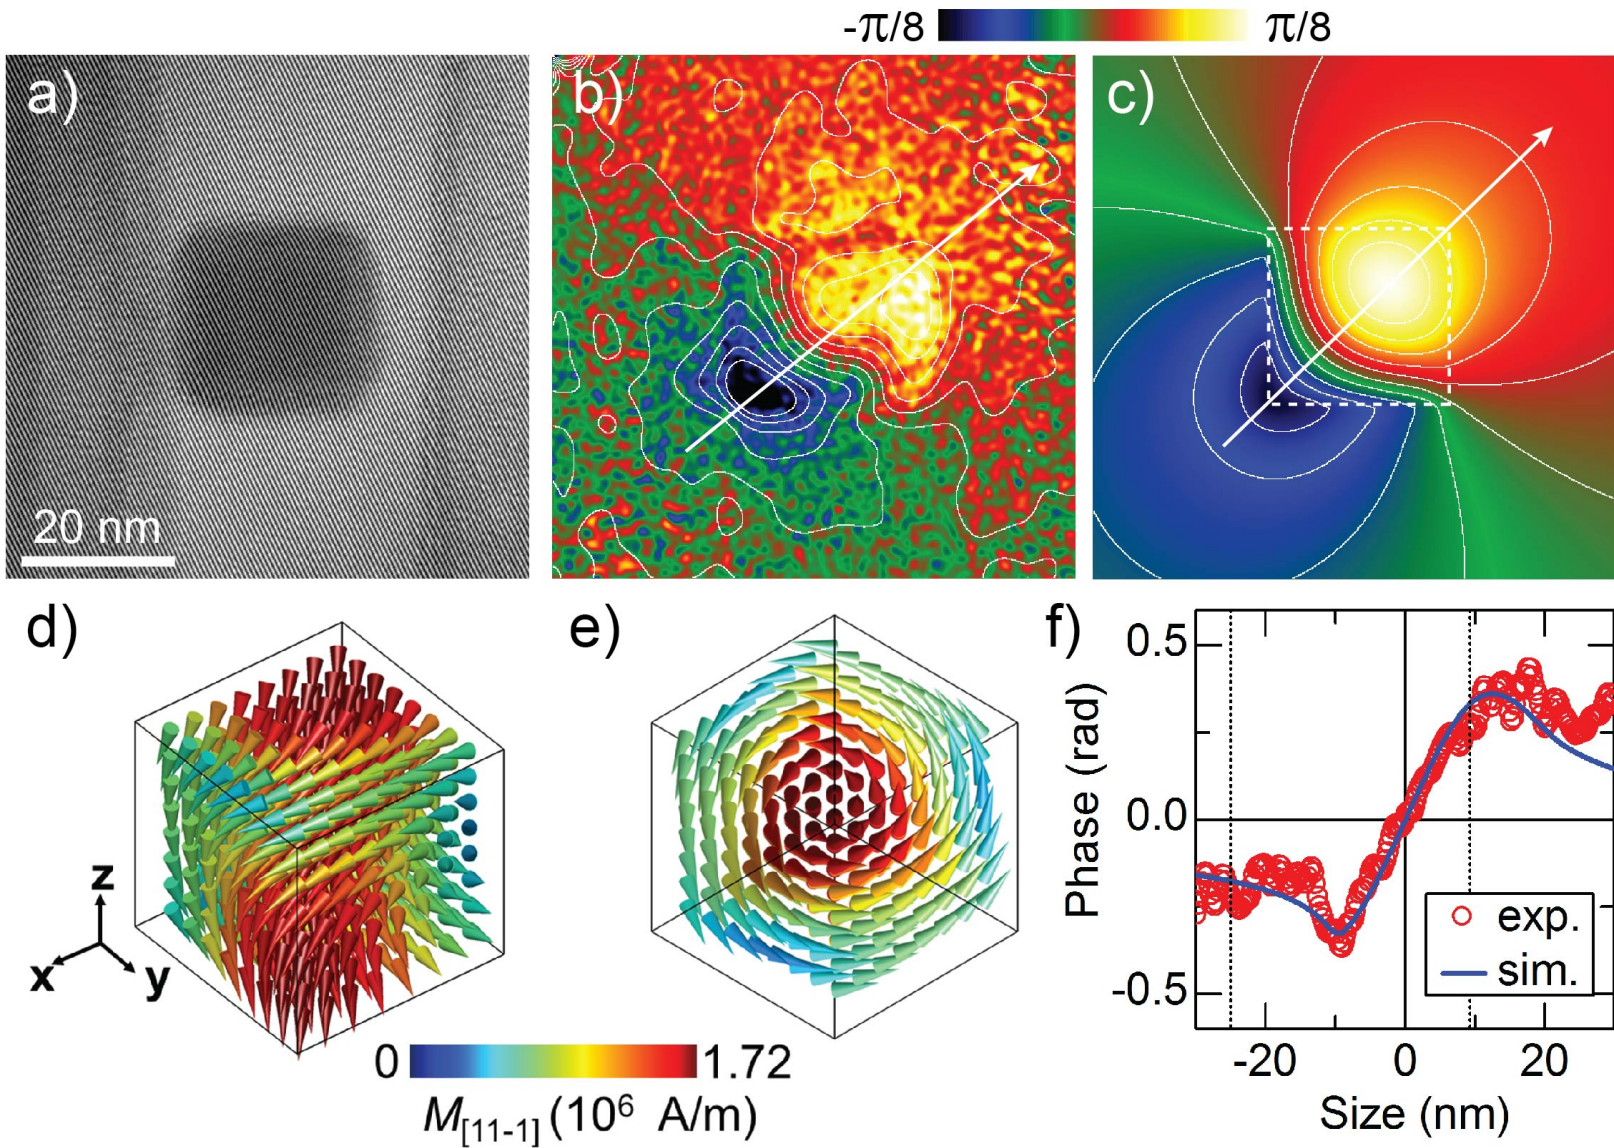 -π/8 π/8
a) b) c)
20 nm
d) e) f)
z
x y
0 1.72
M[11-1] (10⁶ A/m)
0.5
0.0
-0.5
Phase (rad)
exp.
sim.
-20 0 20
Size (nm)